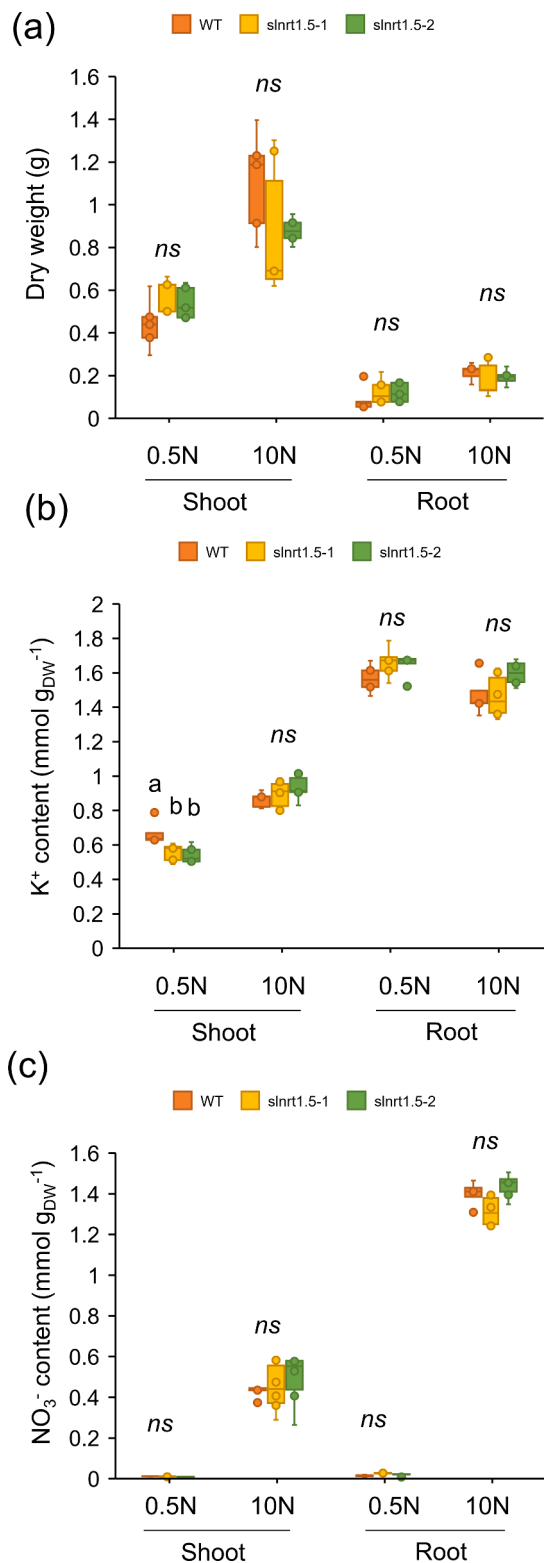 (a)
WT slnrt1.5-1 slnrt1.5-2
Dry weight (g)
1.6
1.4
1.2
1
0.8
0.6
0.4
0.2
0
ns
ns
ns
ns
0.5N 10N 0.5N 10N
Shoot Root
(b)
WT slnrt1.5-1 slnrt1.5-2
K⁺ content (mmol g_DW⁻¹)
2
1.8
1.6
1.4
1.2
1
0.8
0.6
0.4
0.2
0
a
b b
ns
ns
ns
0.5N 10N 0.5N 10N
Shoot Root
(c)
WT slnrt1.5-1 slnrt1.5-2
NO₃⁻ content (mmol g_DW⁻¹)
1.6
1.4
1.2
1
0.8
0.6
0.4
0.2
0
ns
ns
ns
ns
0.5N 10N 0.5N 10N
Shoot Root